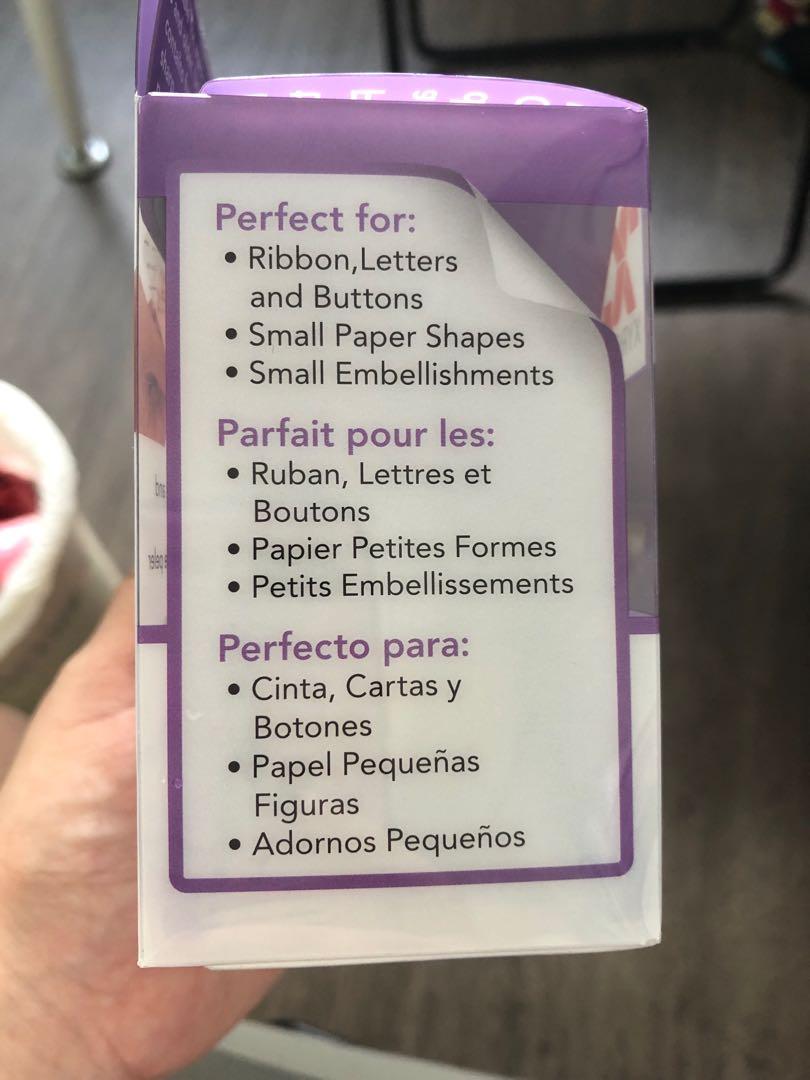 Perfect for:
• Ribbon,Letters
and Buttons
• Small Paper Shapes
• Small Embellishments
Parfait pour les:
• Ruban, Lettres et
Boutons
• Papier Petites Formes
• Petits Embellissements
Perfecto para:
• Cinta, Cartas y
Botones
• Papel Pequeñas
Figuras
• Adornos Pequeños